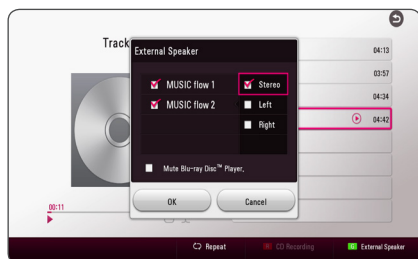 Track
External Speaker
04:13
MUSIC flow 1
Stereo
03:57
MUSIC flow 2
Left
04:34
Right
04:42
Mute Blu-ray Disc™ Player.
OK
Cancel
00:11
Repeat
R CD Recording
G External Speaker